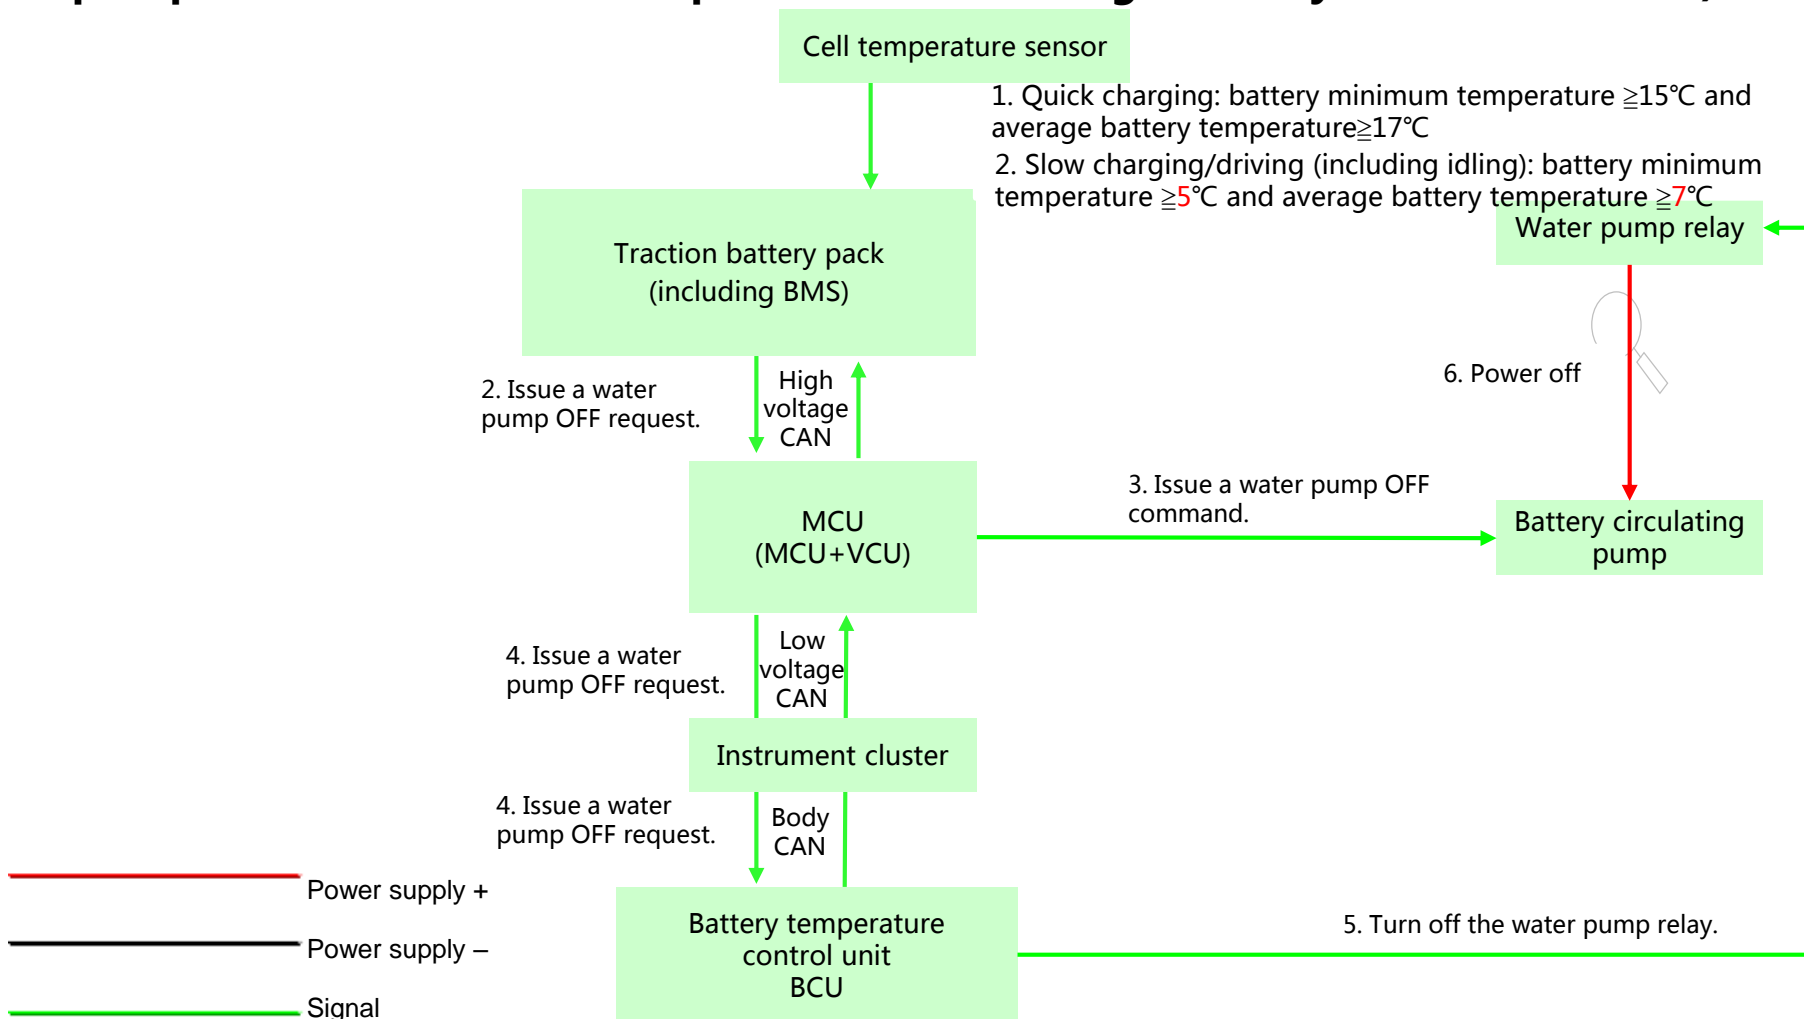 Cell temperature sensor
1. Quick charging: battery minimum temperature ≧15℃ and
average battery temperature≧17℃
2. Slow charging/driving (including idling): battery minimum
temperature ≧5℃ and average battery temperature ≧7℃
Water pump relay
Traction battery pack
(including BMS)
2. Issue a water
pump OFF request.
High
voltage
CAN
6. Power off
3. Issue a water pump OFF
command.
MCU
(MCU+VCU)
Battery circulating
pump
4. Issue a water
pump OFF request.
Low
voltage
CAN
Instrument cluster
4. Issue a water
pump OFF request.
Body
CAN
Power supply +
Power supply –
Signal
Battery temperature
control unit
BCU
5. Turn off the water pump relay.